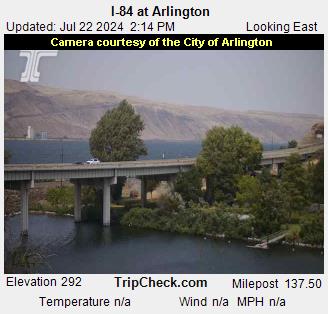 I-84 at Arlington
Updated: Jul 22 2024 2:14 PM Looking East
Camera courtesy of the City of Arlington
Elevation 292 TripCheck.com Milepost 137.50
Temperature n/a Wind n/a MPH n/a